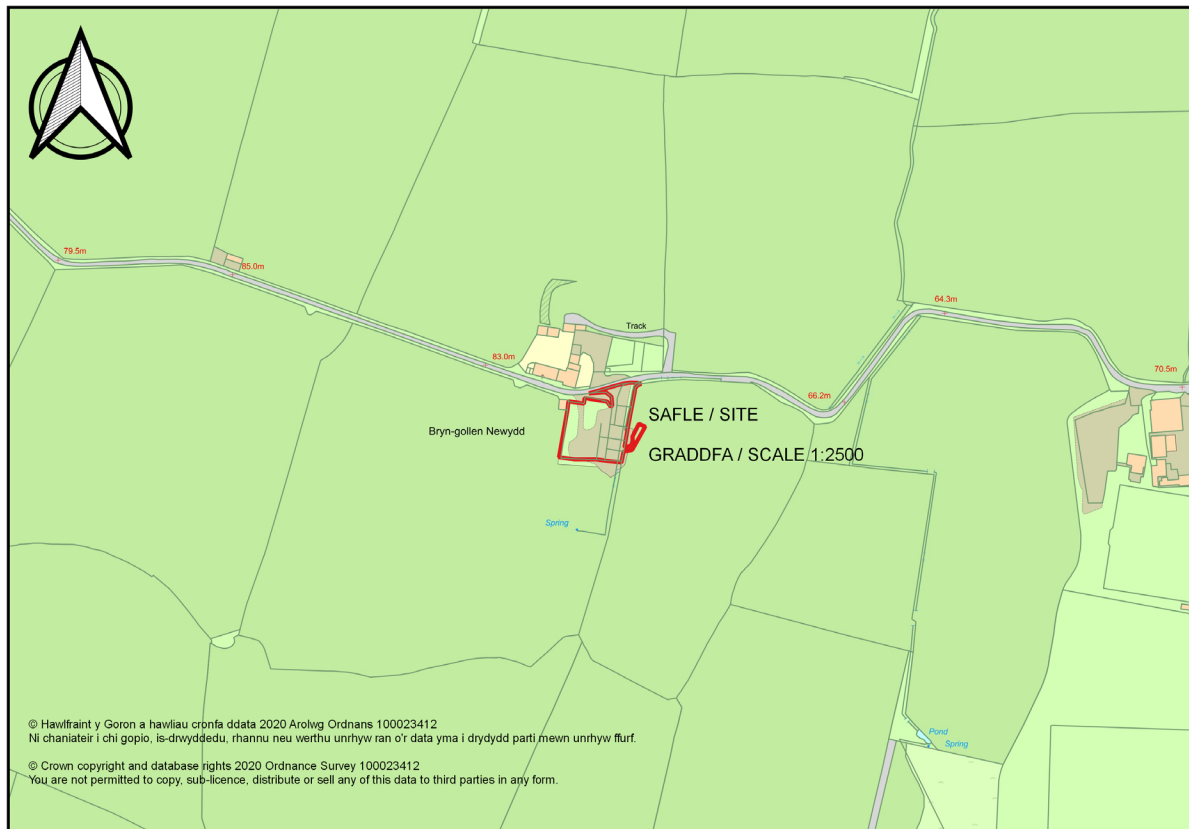 79.5m
85.0m
64.3m
Track
83.0m
70.5m
66.2m
SAFLE / SITE
Bryn-gollen Newydd
GRADDFA / SCALE 1:2500
Spring
© Hawlfraint y Goron a hawliau cronfa ddata 2020 Arolwg Ordnans 100023412
Ni chaniateir i chi gopio, is-drwyddedu, rhannu neu werthu unrhyw ran o'r data yma i drydydd parti mewn unrhyw ffurf.
Pond
Spring
© Crown copyright and database rights 2020 Ordnance Survey 100023412
You are not permitted to copy, sub-licence, distribute or sell any of this data to third parties in any form.